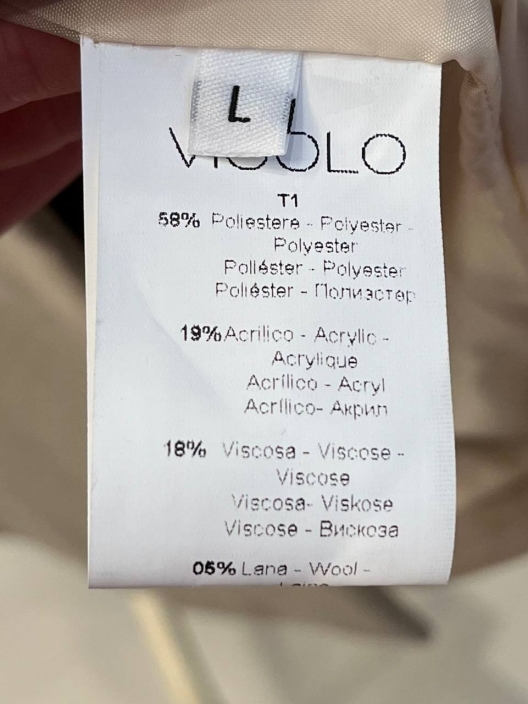 L
VICOLO
T1
58% Poliestere - Polyester -
Polyester
Poliéster - Polyester
Poliéster - Полиэстер
19% Acrilico - Acrylic -
Acrylique
Acrílico - Acryl
Acrílico- Акрил
18% Viscosa - Viscose -
Viscose
Viscosa- Viskose
Viscose - Вискоза
05% Lana - Wool -